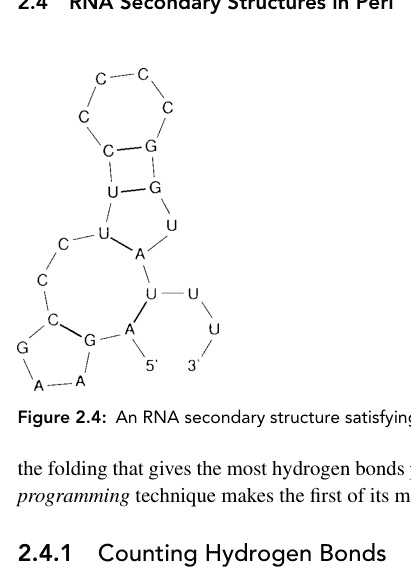 2.4 RNA Secondary Structures in Perl
C C
C C
C G
U G
U U
C A
C U U
C G A U
G 5' 3'
A A
Figure 2.4: An RNA secondary structure satisfying
the folding that gives the most hydrogen bonds
programming technique makes the first of its m
2.4.1 Counting Hydrogen Bonds